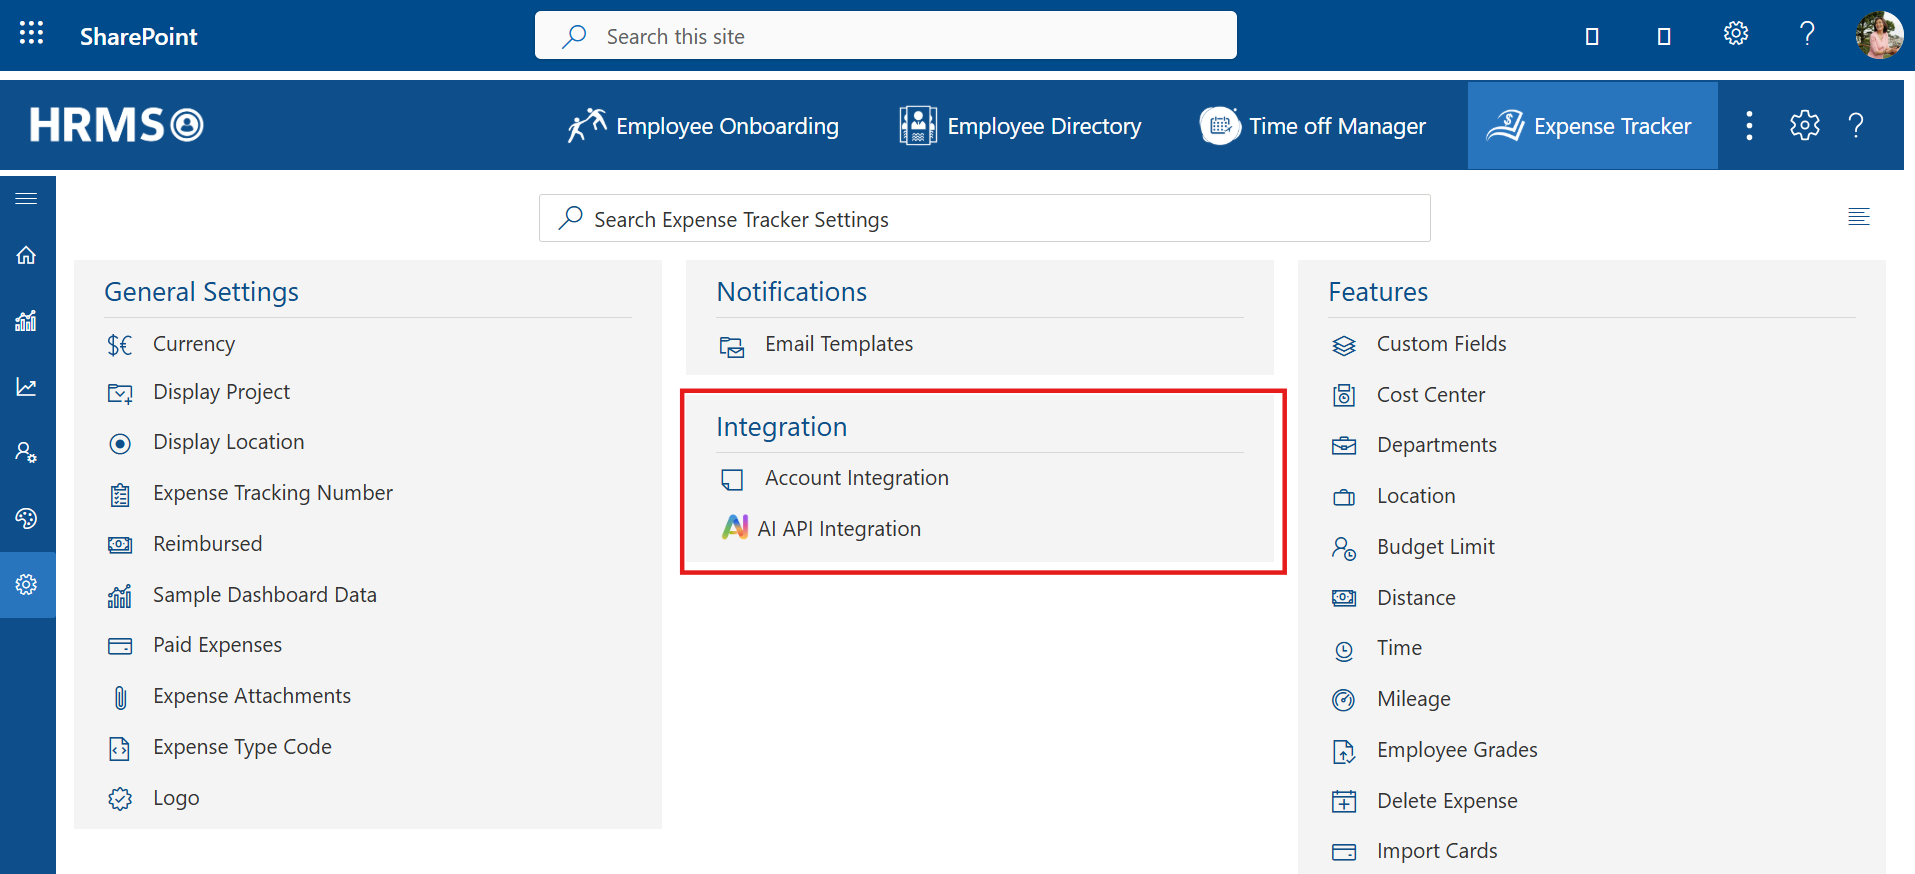 SharePoint
Search this site
HRMS
Employee Onboarding
Employee Directory
Time off Manager
Expense Tracker
Search Expense Tracker Settings
General Settings
Currency
Display Project
Display Location
Expense Tracking Number
Reimbursed
Sample Dashboard Data
Paid Expenses
Expense Attachments
Expense Type Code
Logo
Notifications
Email Templates
Integration
Account Integration
AI API Integration
Features
Custom Fields
Cost Center
Departments
Location
Budget Limit
Distance
Time
Mileage
Employee Grades
Delete Expense
Import Cards